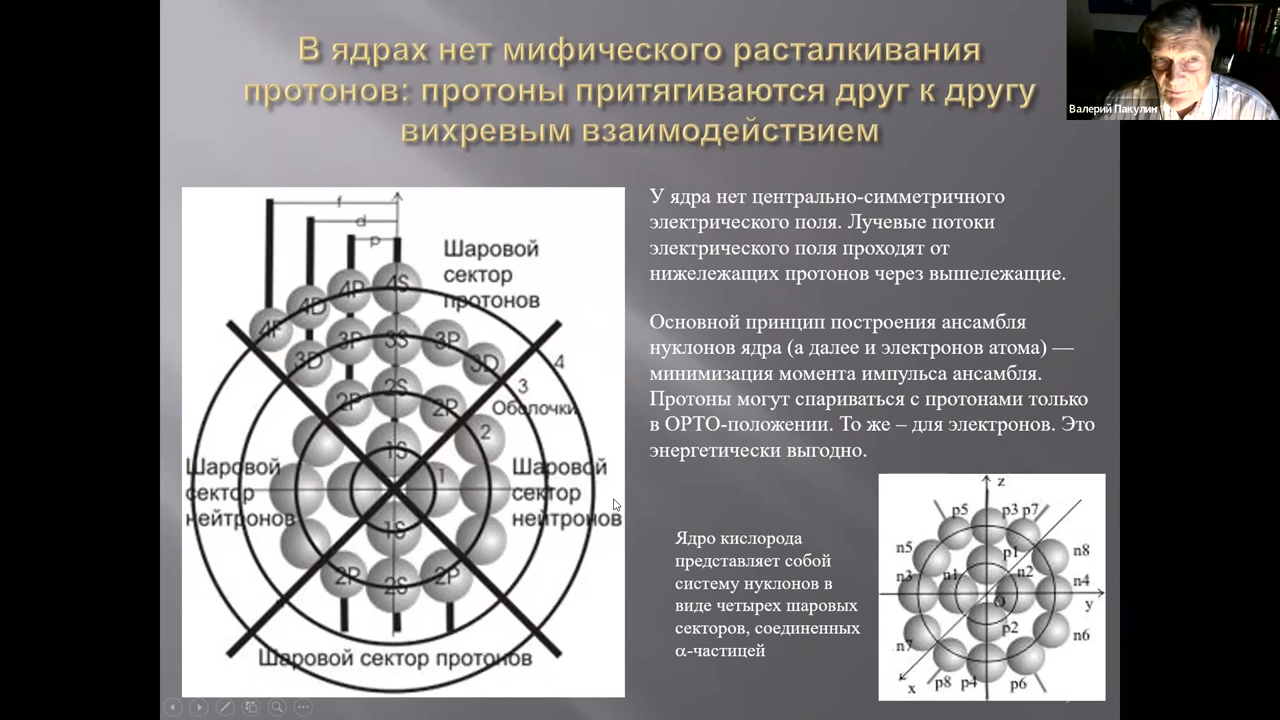 В ядрах нет мифического расталкивания
протонов: протоны притягиваются друг к другу
вихревым взаимодействием
Валерий Пакулин
f
d
p
Шаровой
сектор
протонов
4S
4P
4D
4F
3S
3P
3P
3D
3D
4
3
Оболочки
2S
2P
2P
2
1S
1
Шаровой
сектор
нейтронов
Шаровой
сектор
нейтронов
1S
2P
2S
2P
Шаровой сектор протонов
У ядра нет центрально-симметричного
электрического поля. Лучевые потоки
электрического поля проходят от
нижележащих протонов через вышележащие.
Основной принцип построения ансамбля
нуклонов ядра (а далее и электронов атома) —
минимизация момента импульса ансамбля.
Протоны могут спариваться с протонами только
в ОРТО-положении. То же – для электронов. Это
энергетически выгодно.
Ядро кислорода
представляет собой
систему нуклонов в
виде четырех шаровых
секторов, соединенных
α-частицей
z
p5
p3 p7
n5
p1
n8
n3
n1
n2
n4
O
y
p2
n7
n6
x
p8
p4
p6